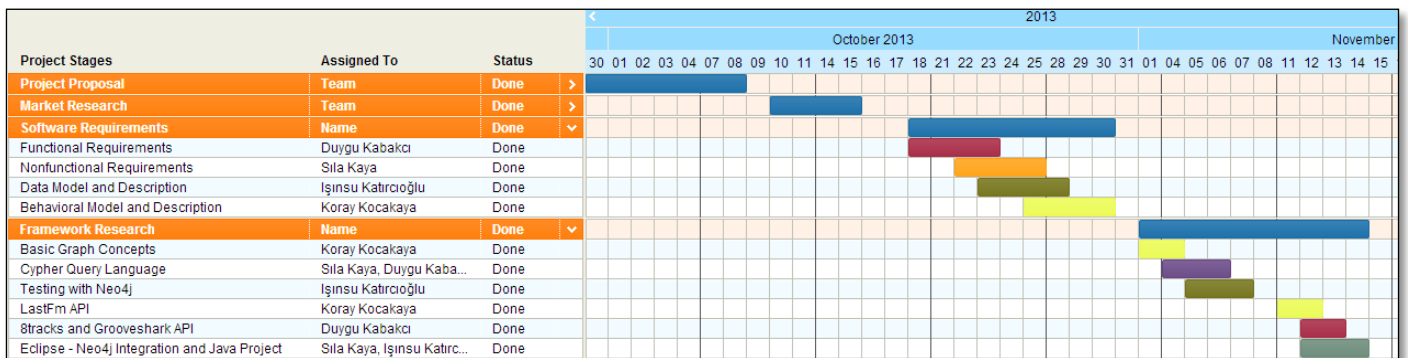 2013
October 2013 November
Project Stages Assigned To Status 30 01 02 03 04 07 08 09 10 11 14 15 16 17 18 21 22 23 24 25 28 29 30 31 01 04 05 06 07 08 11 12 13 14 15
Project Proposal Team Done
Market Research Team Done
Software Requirements Name Done
Functional Requirements Duygu Kabakcı Done
Nonfunctional Requirements Sıla Kaya Done
Data Model and Description Işınsu Katırcıoğlu Done
Behavioral Model and Description Koray Kocakaya Done
Framework Research Name Done
Basic Graph Concepts Koray Kocakaya Done
Cypher Query Language Sıla Kaya, Duygu Kaba... Done
Testing with Neo4j Işınsu Katırcıoğlu Done
LastFm API Koray Kocakaya Done
8tracks and Grooveshark API Duygu Kabakcı Done
Eclipse - Neo4j Integration and Java Project Sıla Kaya, Işınsu Katırc... Done